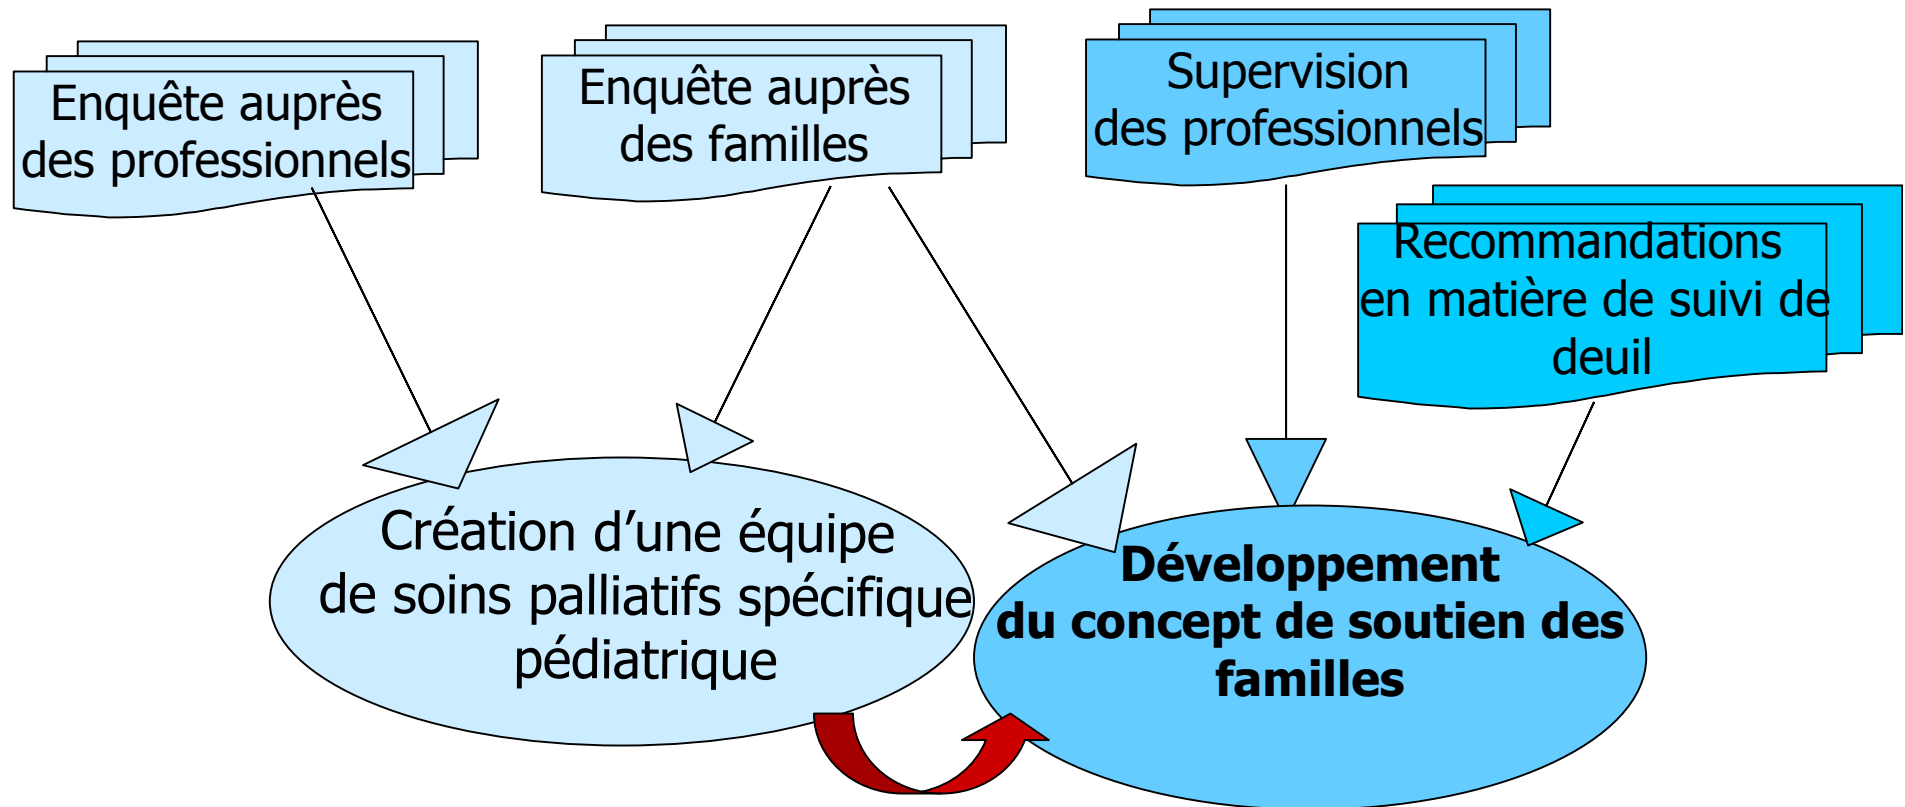 Enquête auprès
des professionnels
Enquête auprès
des familles
Supervision
des professionnels
Recommandations
en matière de suivi de
deuil
Création d’une équipe
de soins palliatifs spécifique
pédiatrique
Développement
du concept de soutien des
familles